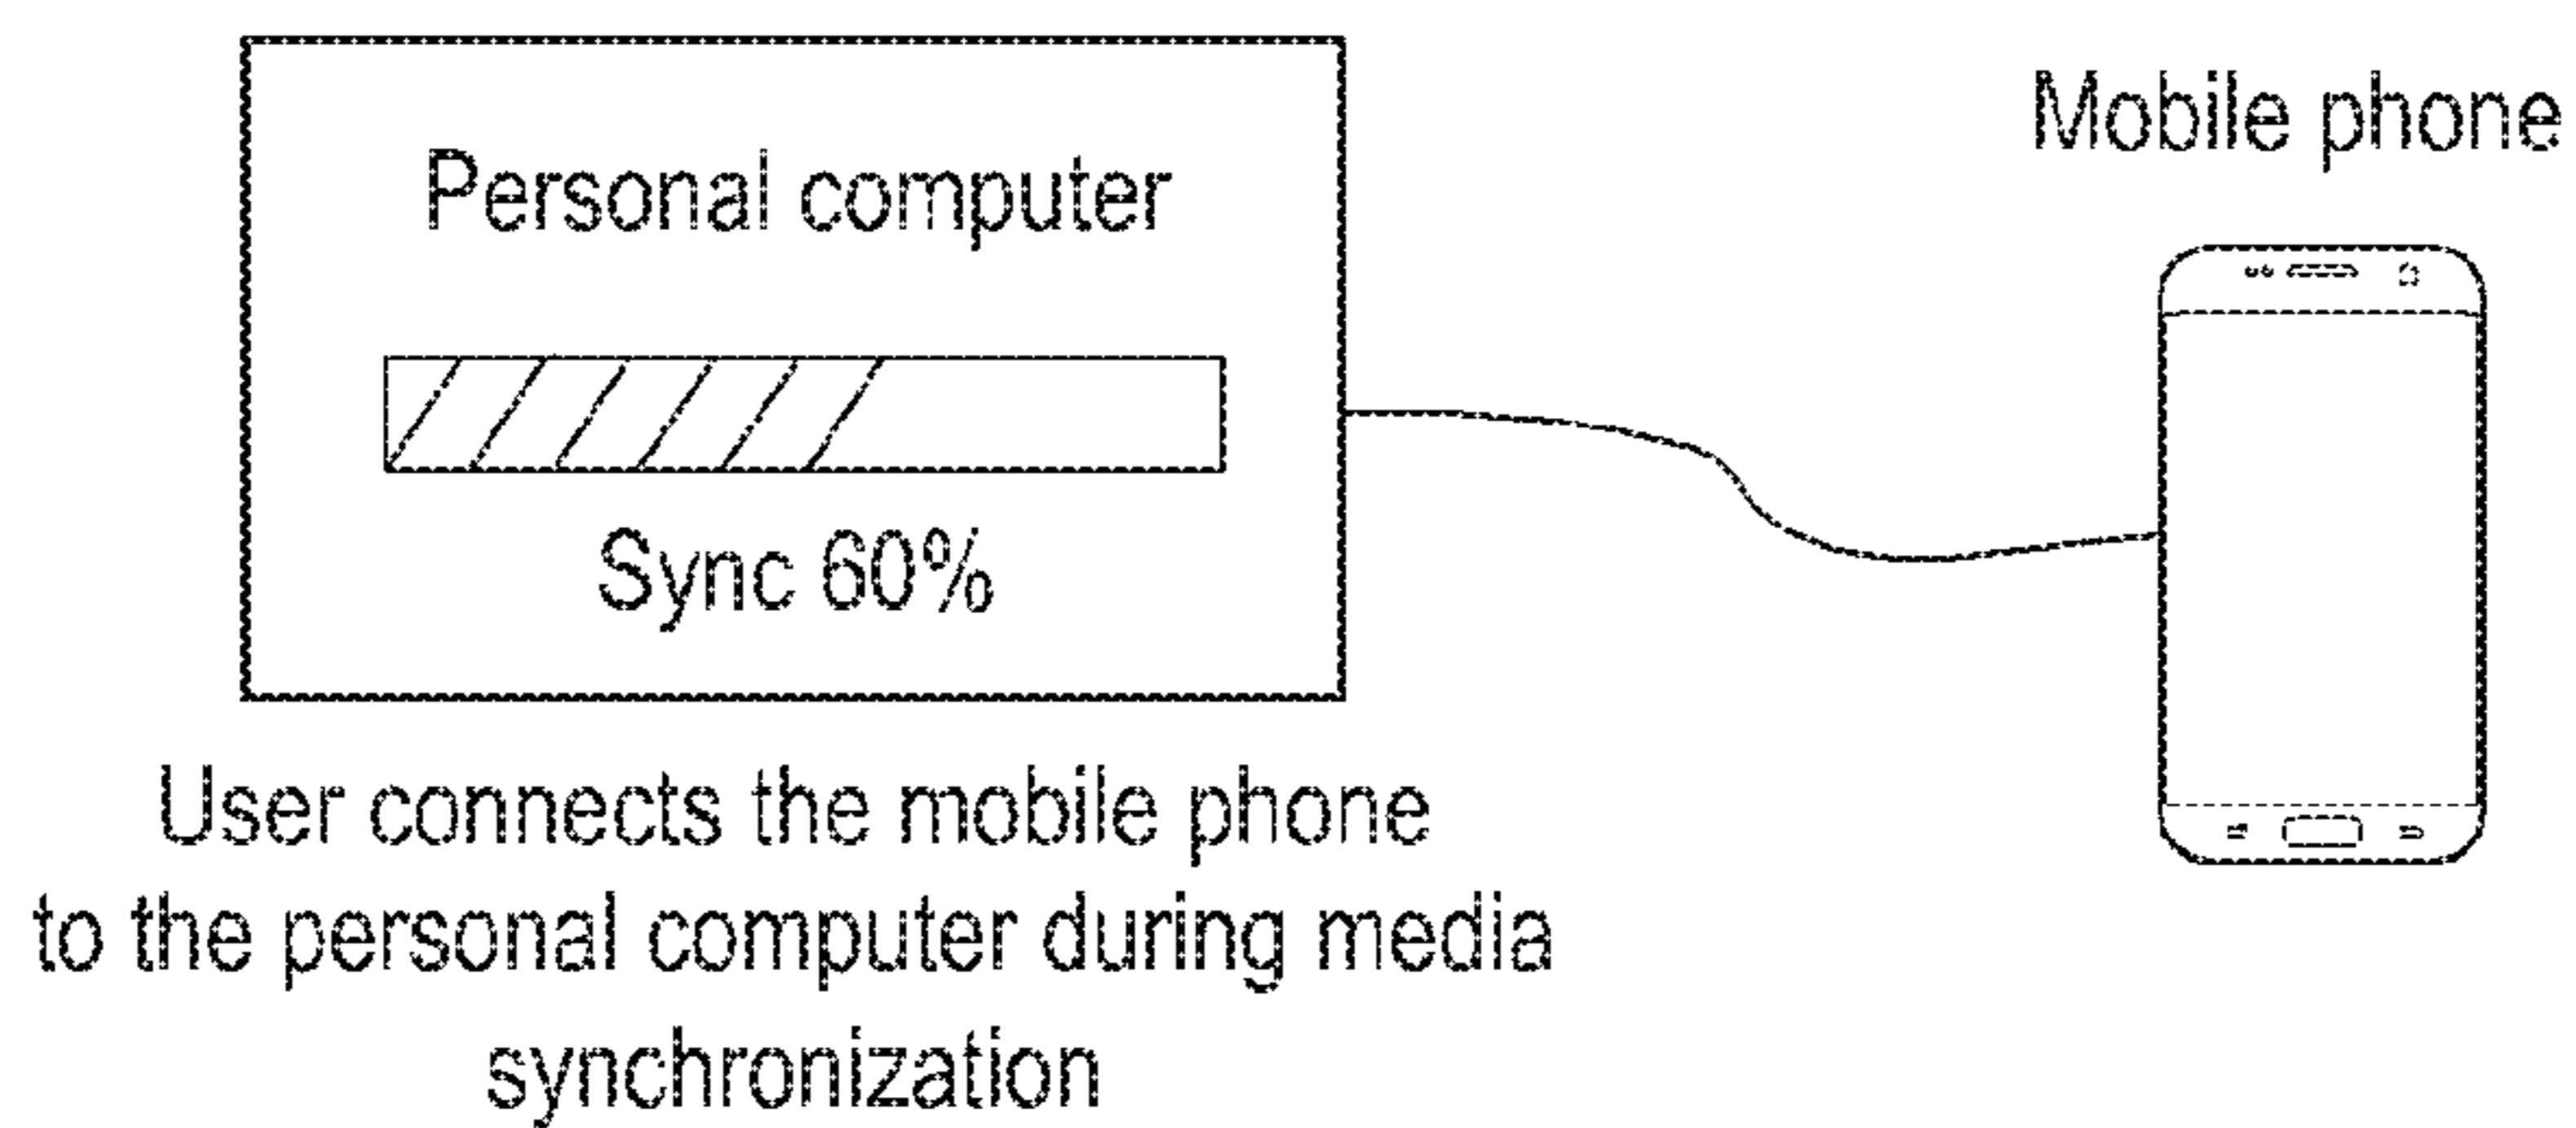 Personal computer
Sync 60%
Mobile phone
User connects the mobile phone
to the personal computer during media
synchronization